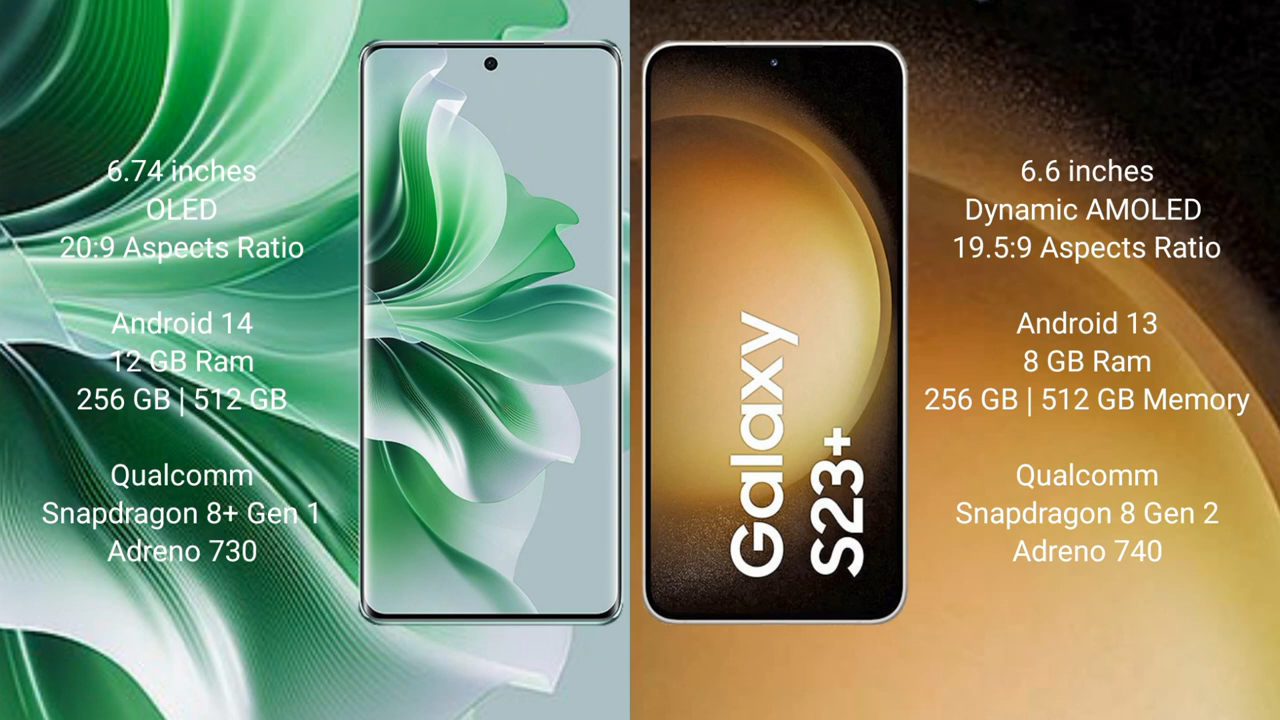 6.74 inches
OLED
20:9 Aspects Ratio
Android 14
12 GB Ram
256 GB | 512 GB
Qualcomm
Snapdragon 8+ Gen 1
Adreno 730
Galaxy
S23+
6.6 inches
Dynamic AMOLED
19.5:9 Aspects Ratio
Android 13
8 GB Ram
256 GB | 512 GB Memory
Qualcomm
Snapdragon 8 Gen 2
Adreno 740